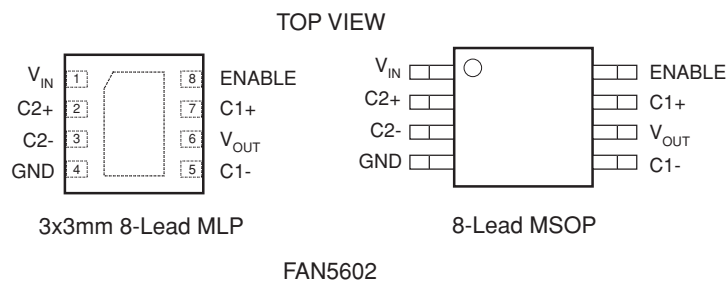 TOP VIEW
VIN 1 8 ENABLE
C2+ 2 7 C1+
C2- 3 6 VOUT
GND 4 5 C1-
3x3mm 8-Lead MLP
VIN ENABLE
C2+ C1+
C2- VOUT
GND C1-
8-Lead MSOP
FAN5602